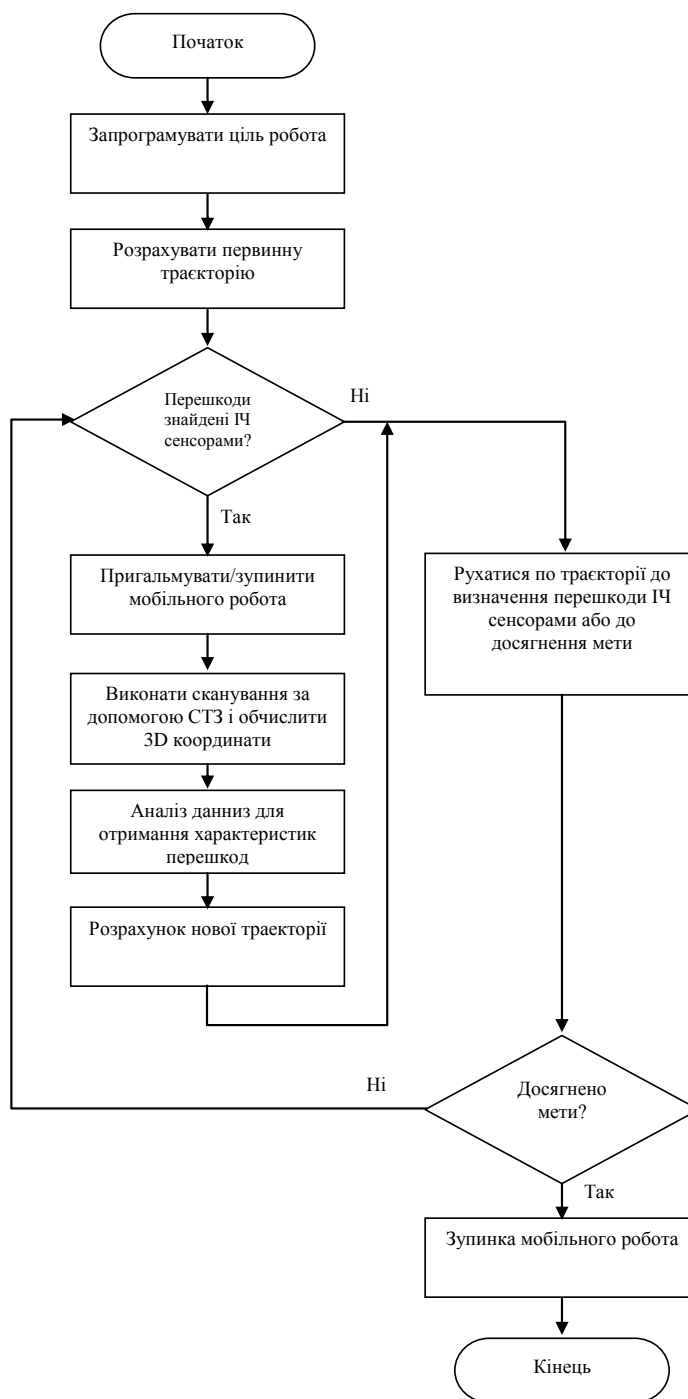 Початок
Запрограмувати ціль робота
Розрахувати первинну
траєкторію
Перешкоди
знайдені ІЧ
сенсорами?
Ні
Так
Пригальмувати/зупинити
мобільного робота
Рухатися по траєкторії до
визначення перешкоди ІЧ
сенсорами або до
досягнення мети
Виконати сканування за
допомогою СТЗ і обчислити
3D координати
Аналіз данниз для
отримання характеристик
перешкод
Розрахунок нової траекторії
Ні
Досягнено
мети?
Так
Зупинка мобільного робота
Кінець